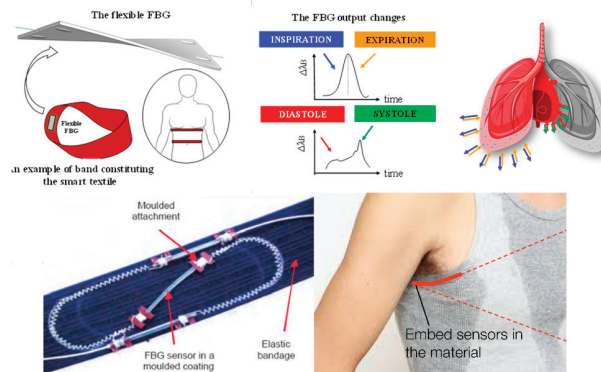 The flexible FBG
Flexible
FBG
An example of band constituting
the smart textile
The FBG output changes
INSPIRATION
EXPIRATION
ΔλB
time
DIASTOLE
SYSTOLE
ΔλB
time
Moulded
attachment
FBG sensor in a
moulded coating
Elastic
bandage
Embed sensors in
the material